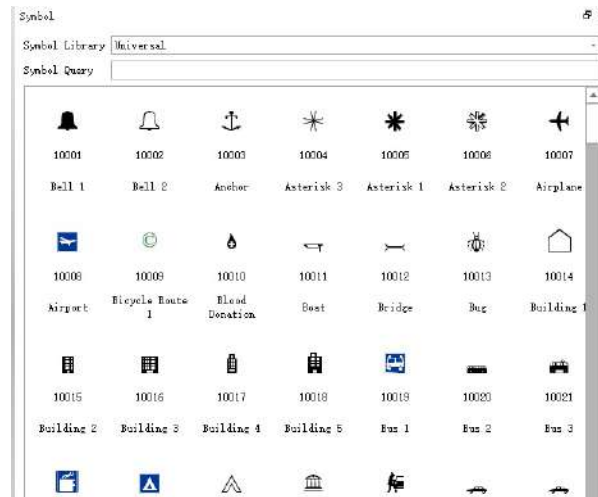 Symbol
Symbol Library Universal
Symbol Query
10001 10002 10003 10004 10005 10006 10007
Bell 1 Bell 2 Anchor Asterisk 3 Asterisk 1 Asterisk 2 Airplane
10008 10009 10010 10011 10012 10013 10014
Airport Bicycle Route 1 Blood Donation Boat Bridge Bug Building 1
10015 10016 10017 10018 10019 10020 10021
Building 2 Building 3 Building 4 Building 5 Bus 1 Bus 2 Bus 3